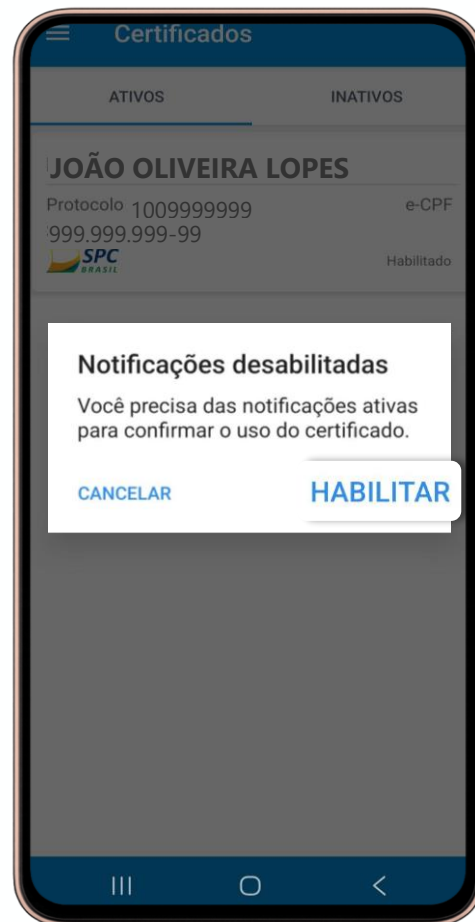 Certificados
ATIVOS INATIVOS
JOÃO OLIVEIRA LOPES
Protocolo 1009999999 e-CPF
999.999.999-99
SPC
BRASIL
Habilitado
Notificações desabilitadas
Você precisa das notificações ativas
para confirmar o uso do certificado.
CANCELAR HABILITAR